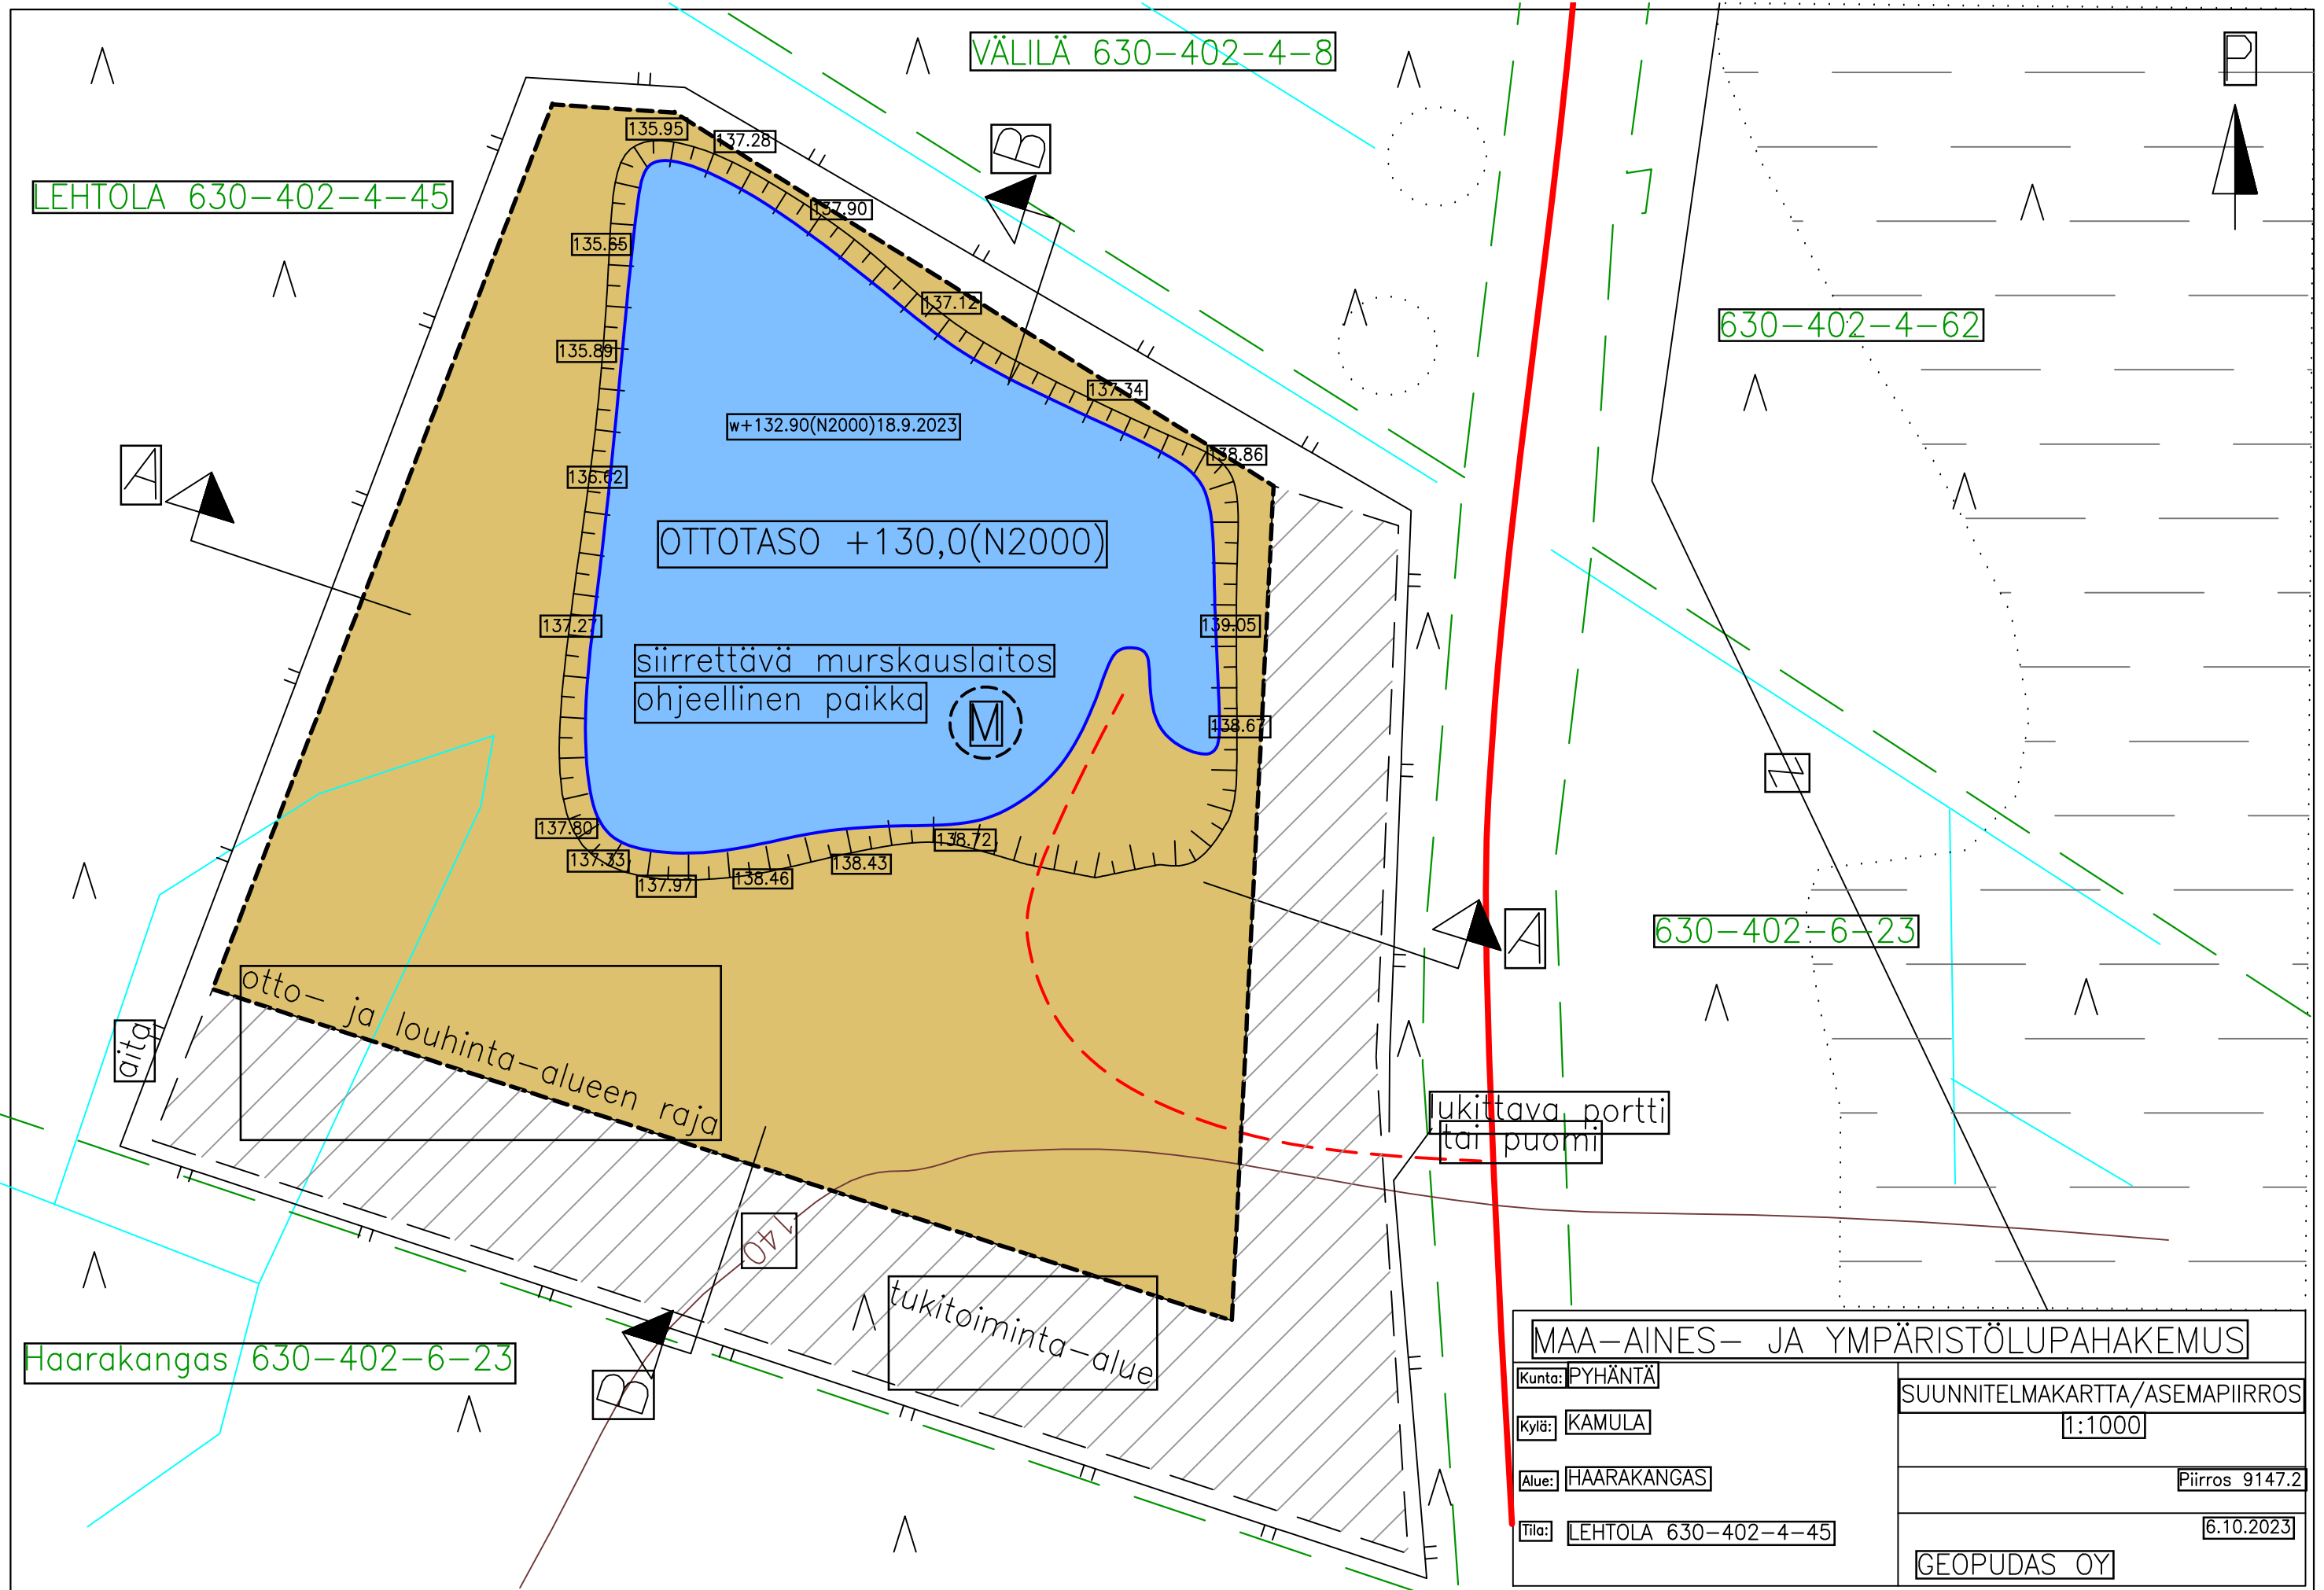 VÄLILÄ 630-402-4-8
P
LEHTOLA 630-402-4-45
135.95
137.28
B
137.90
135.65
137.12
630-402-4-62
135.89
137.34
w+132.90(N2000)18.9.2023
138.86
A
136.62
OTTOTASO +130,0(N2000)
137.27
139.05
siirrettävä murskauslaitos
ohjeellinen paikka
M
138.67
Z
137.80
137.33
137.97
138.46
138.43
138.72
A
630-402-6-23
otto- ja louhinta-alueen raja
aita
lukittava portti
tai puomi
140
tukitoiminta-alue
Haarakangas 630-402-6-23
B
MAA-AINES- JA YMPÄRISTÖLUPAHAKEMUS
Kunta: PYHÄNTÄ
Kylä: KAMULA
Alue: HAARAKANGAS
Tila: LEHTOLA 630-402-4-45
SUUNNITELMAKARTTA/ASEMAPIIRROS
1:1000
Piirros 9147.2
6.10.2023
GEOPUDAS OY